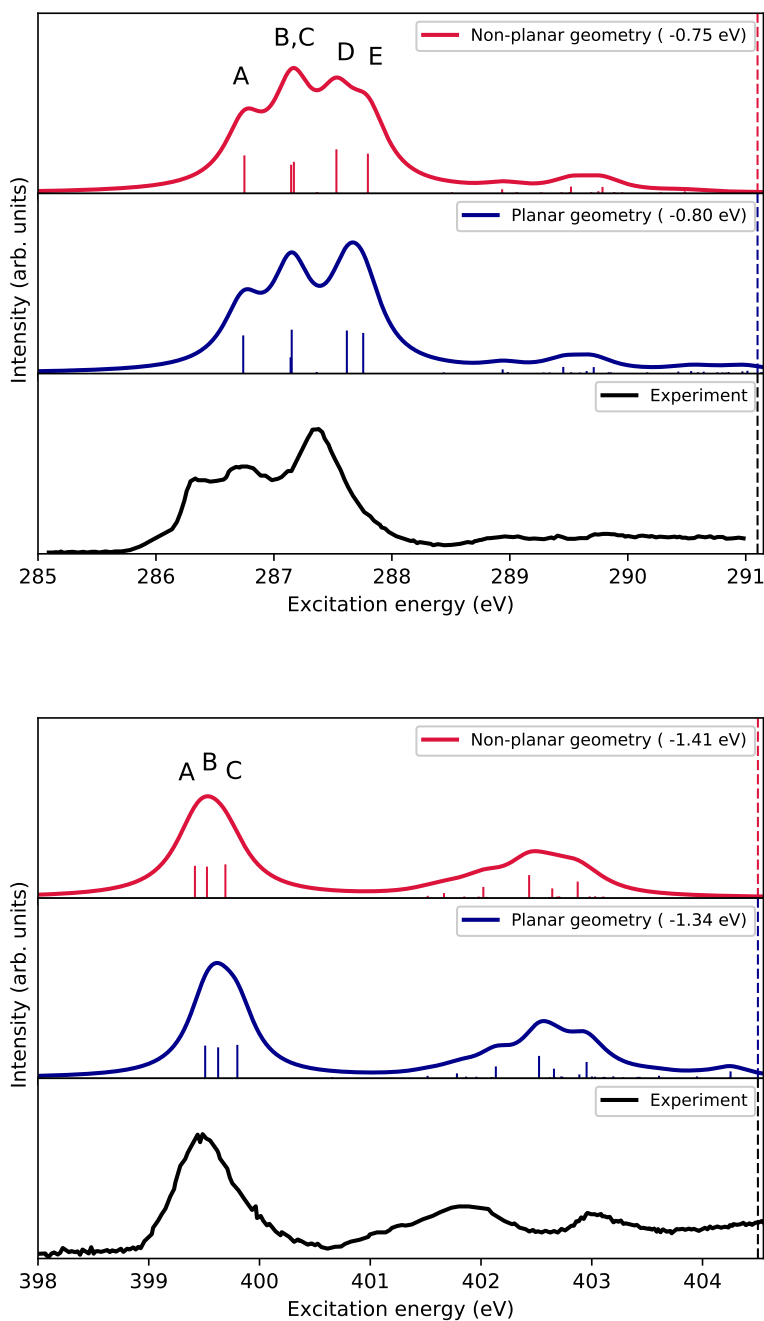 Non-planar geometry ( -0.75 eV)
A
B,C
D
E
Planar geometry (-0.80 eV)
Experiment
Intensity (arb. units)
285 286 287 288 289 290 291
Excitation energy (eV)
Non-planar geometry ( -1.41 eV)
A
B
C
Planar geometry ( -1.34 eV)
Experiment
Intensity (arb. units)
398 399 400 401 402 403 404
Excitation energy (eV)